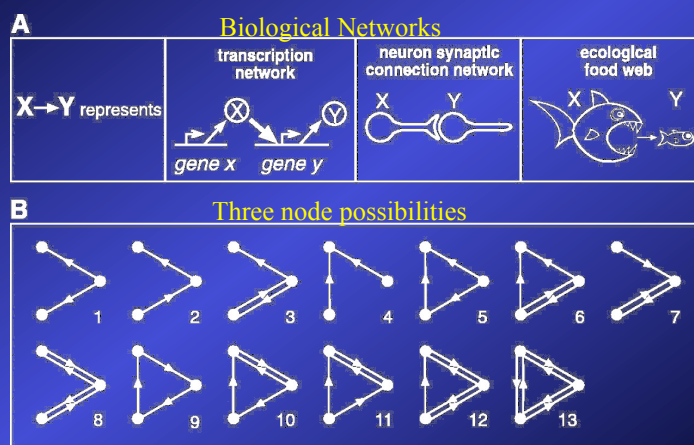 A
Biological Networks
X→Y represents
transcription
network
X
Y
gene x
gene y
neuron synaptic
connection network
X
Y
ecological
food web
X
Y
B
Three node possibilities
1
2
3
4
5
6
7
8
9
10
11
12
13